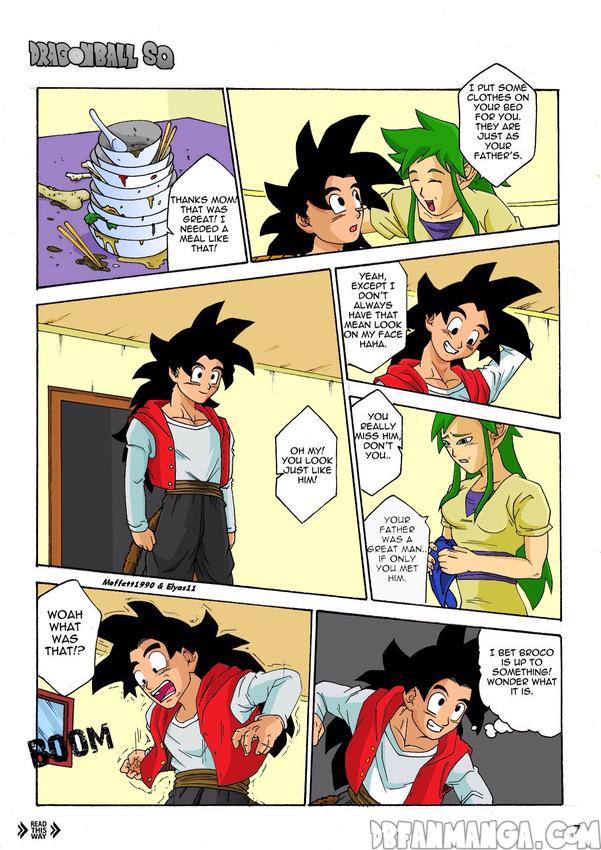 DRAGONBALL SQ
THANKS MOM!
THAT WAS
GREAT! I
NEEDED A
MEAL LIKE
THAT!
I PUT SOME
CLOTHES ON
YOUR BED
FOR YOU.
THEY ARE
JUST AS
YOUR
FATHER'S.
OH MY!
YOU LOOK
JUST LIKE
HIM!
YEAH,
EXCEPT I
DON'T
ALWAYS
HAVE THAT
MEAN LOOK
ON MY FACE
HAHA.
YOU
REALLY
MISS HIM,
DON'T
YOU..
YOUR
FATHER
WAS A
GREAT MAN..
IF ONLY
YOU MET
HIM.
Moffett1990 & Elyas11
WOAH
WHAT
WAS
THAT!?
BOOM
I BET BROCO
IS UP TO
SOMETHING!
WONDER WHAT
IT IS.
READ
THIS
WAY
7
DBFANMANGA.COM